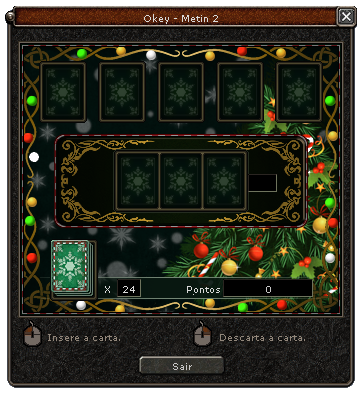 Okey - Metin 2
X 24 Pontos 0
Insere a carta. Descarta a carta.
Sair